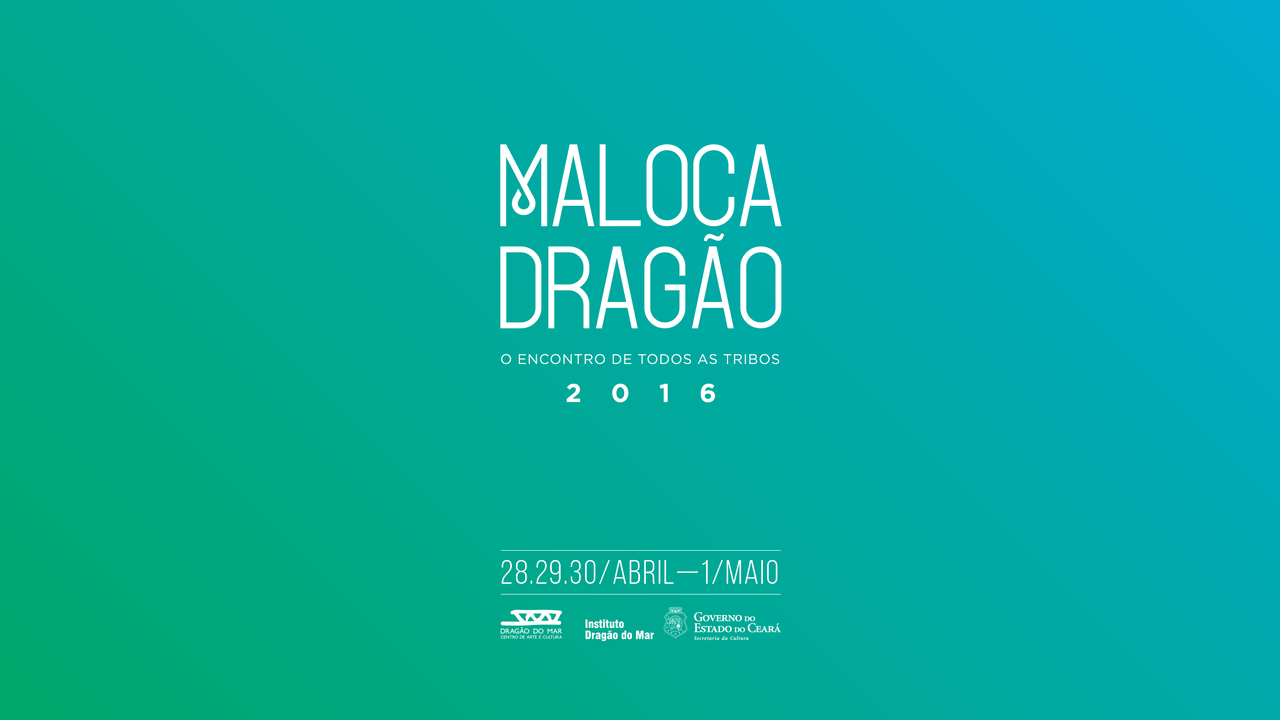 MALOCA
DRAGÃO
O ENCONTRO DE TODOS AS TRIBOS
2016
28.29.30/ABRIL—1/MAIO
DRAGÃO DO MAR
CENTRO DE ARTE E CULTURA
Instituto
Dragão do Mar
GOVERNO DO
ESTADO DO CEARÁ
Secretaria da Cultura